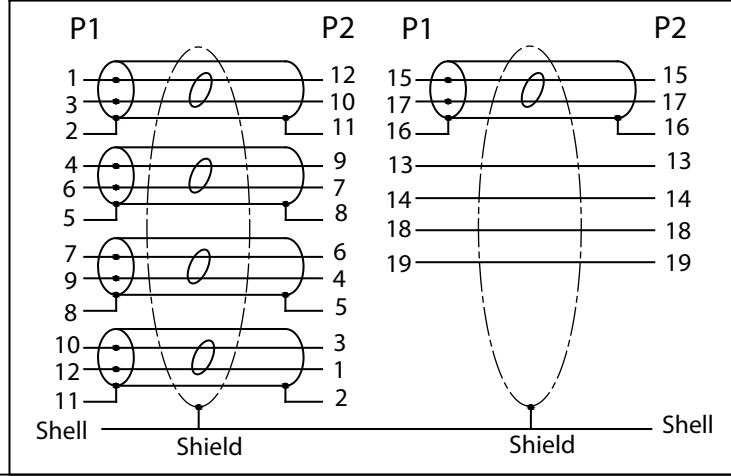 P1 P2 P1 P2
1 12 15 15
3 10 17 17
2 11 16 16
4 9 13 13
6 7 14 14
5 8 18 18
7 6 19 19
9 4
8 5
10 3
12 1
11 2
Shell Shell
Shield Shield